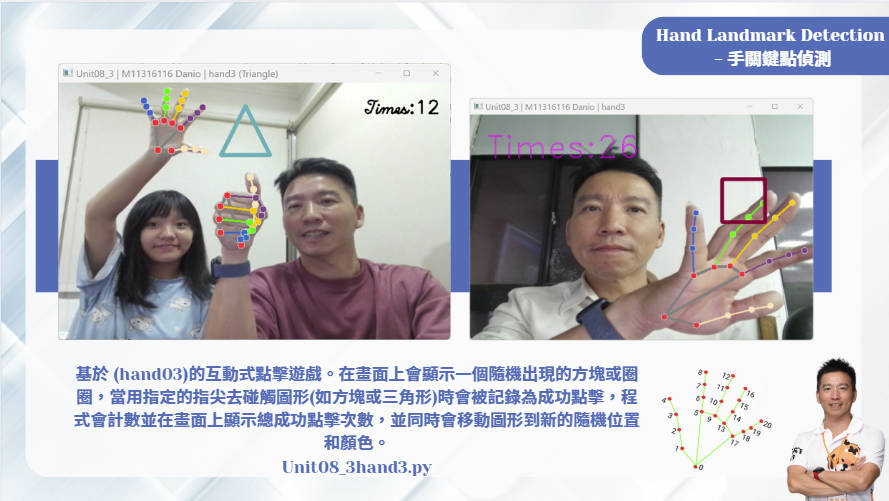 Hand Landmark Detection
- 手關鍵點偵測
Unit08_3 | M11316116 Danio | hand3 (Triangle)
Times:12
Unit08_3 | M11316116 Danio | hand3
Times:26
基於 (hand03)的互動式點擊遊戲。在畫面上會顯示一個隨機出現的方塊或圈
圈，當用指定的指尖去碰觸圖形(如方塊或三角形)時會被記錄為成功點擊，程
式會計數並在畫面上顯示總成功點擊次數，並同時會移動圖形到新的隨機位置
和顏色。
Unit08_3hand3.py
8
12
7
11
16
6
10
15
4
5
9
14
20
3
13
19
2
18
17
1
0